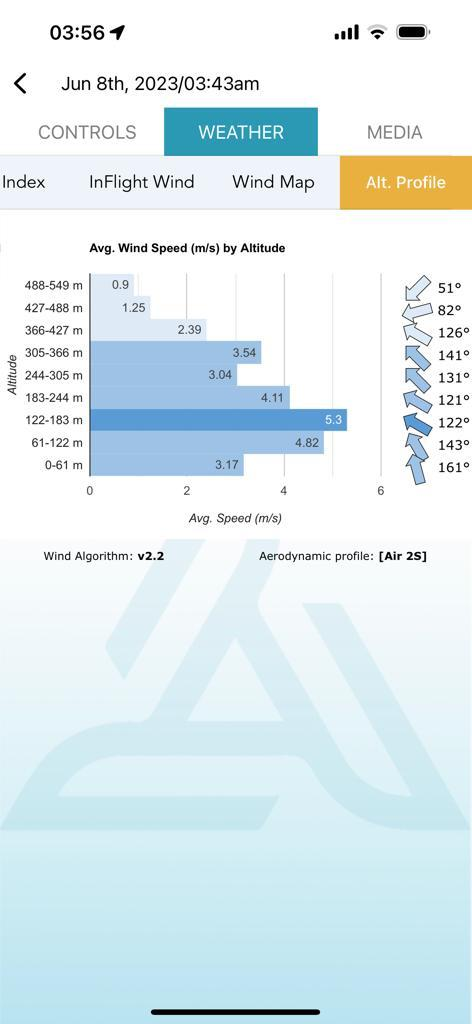 03:56
Jun 8th, 2023/03:43am
CONTROLS WEATHER MEDIA
Index InFlight Wind Wind Map Alt. Profile
Avg. Wind Speed (m/s) by Altitude
488-549 m 0.9 51°
427-488 m 1.25 82°
366-427 m 2.39 126°
305-366 m 3.54 141°
244-305 m 3.04 131°
183-244 m 4.11 121°
122-183 m 5.3 122°
61-122 m 4.82 143°
0-61 m 3.17 161°
Altitude
0 2 4 6
Avg. Speed (m/s)
Wind Algorithm: v2.2 Aerodynamic profile: [Air 2S]